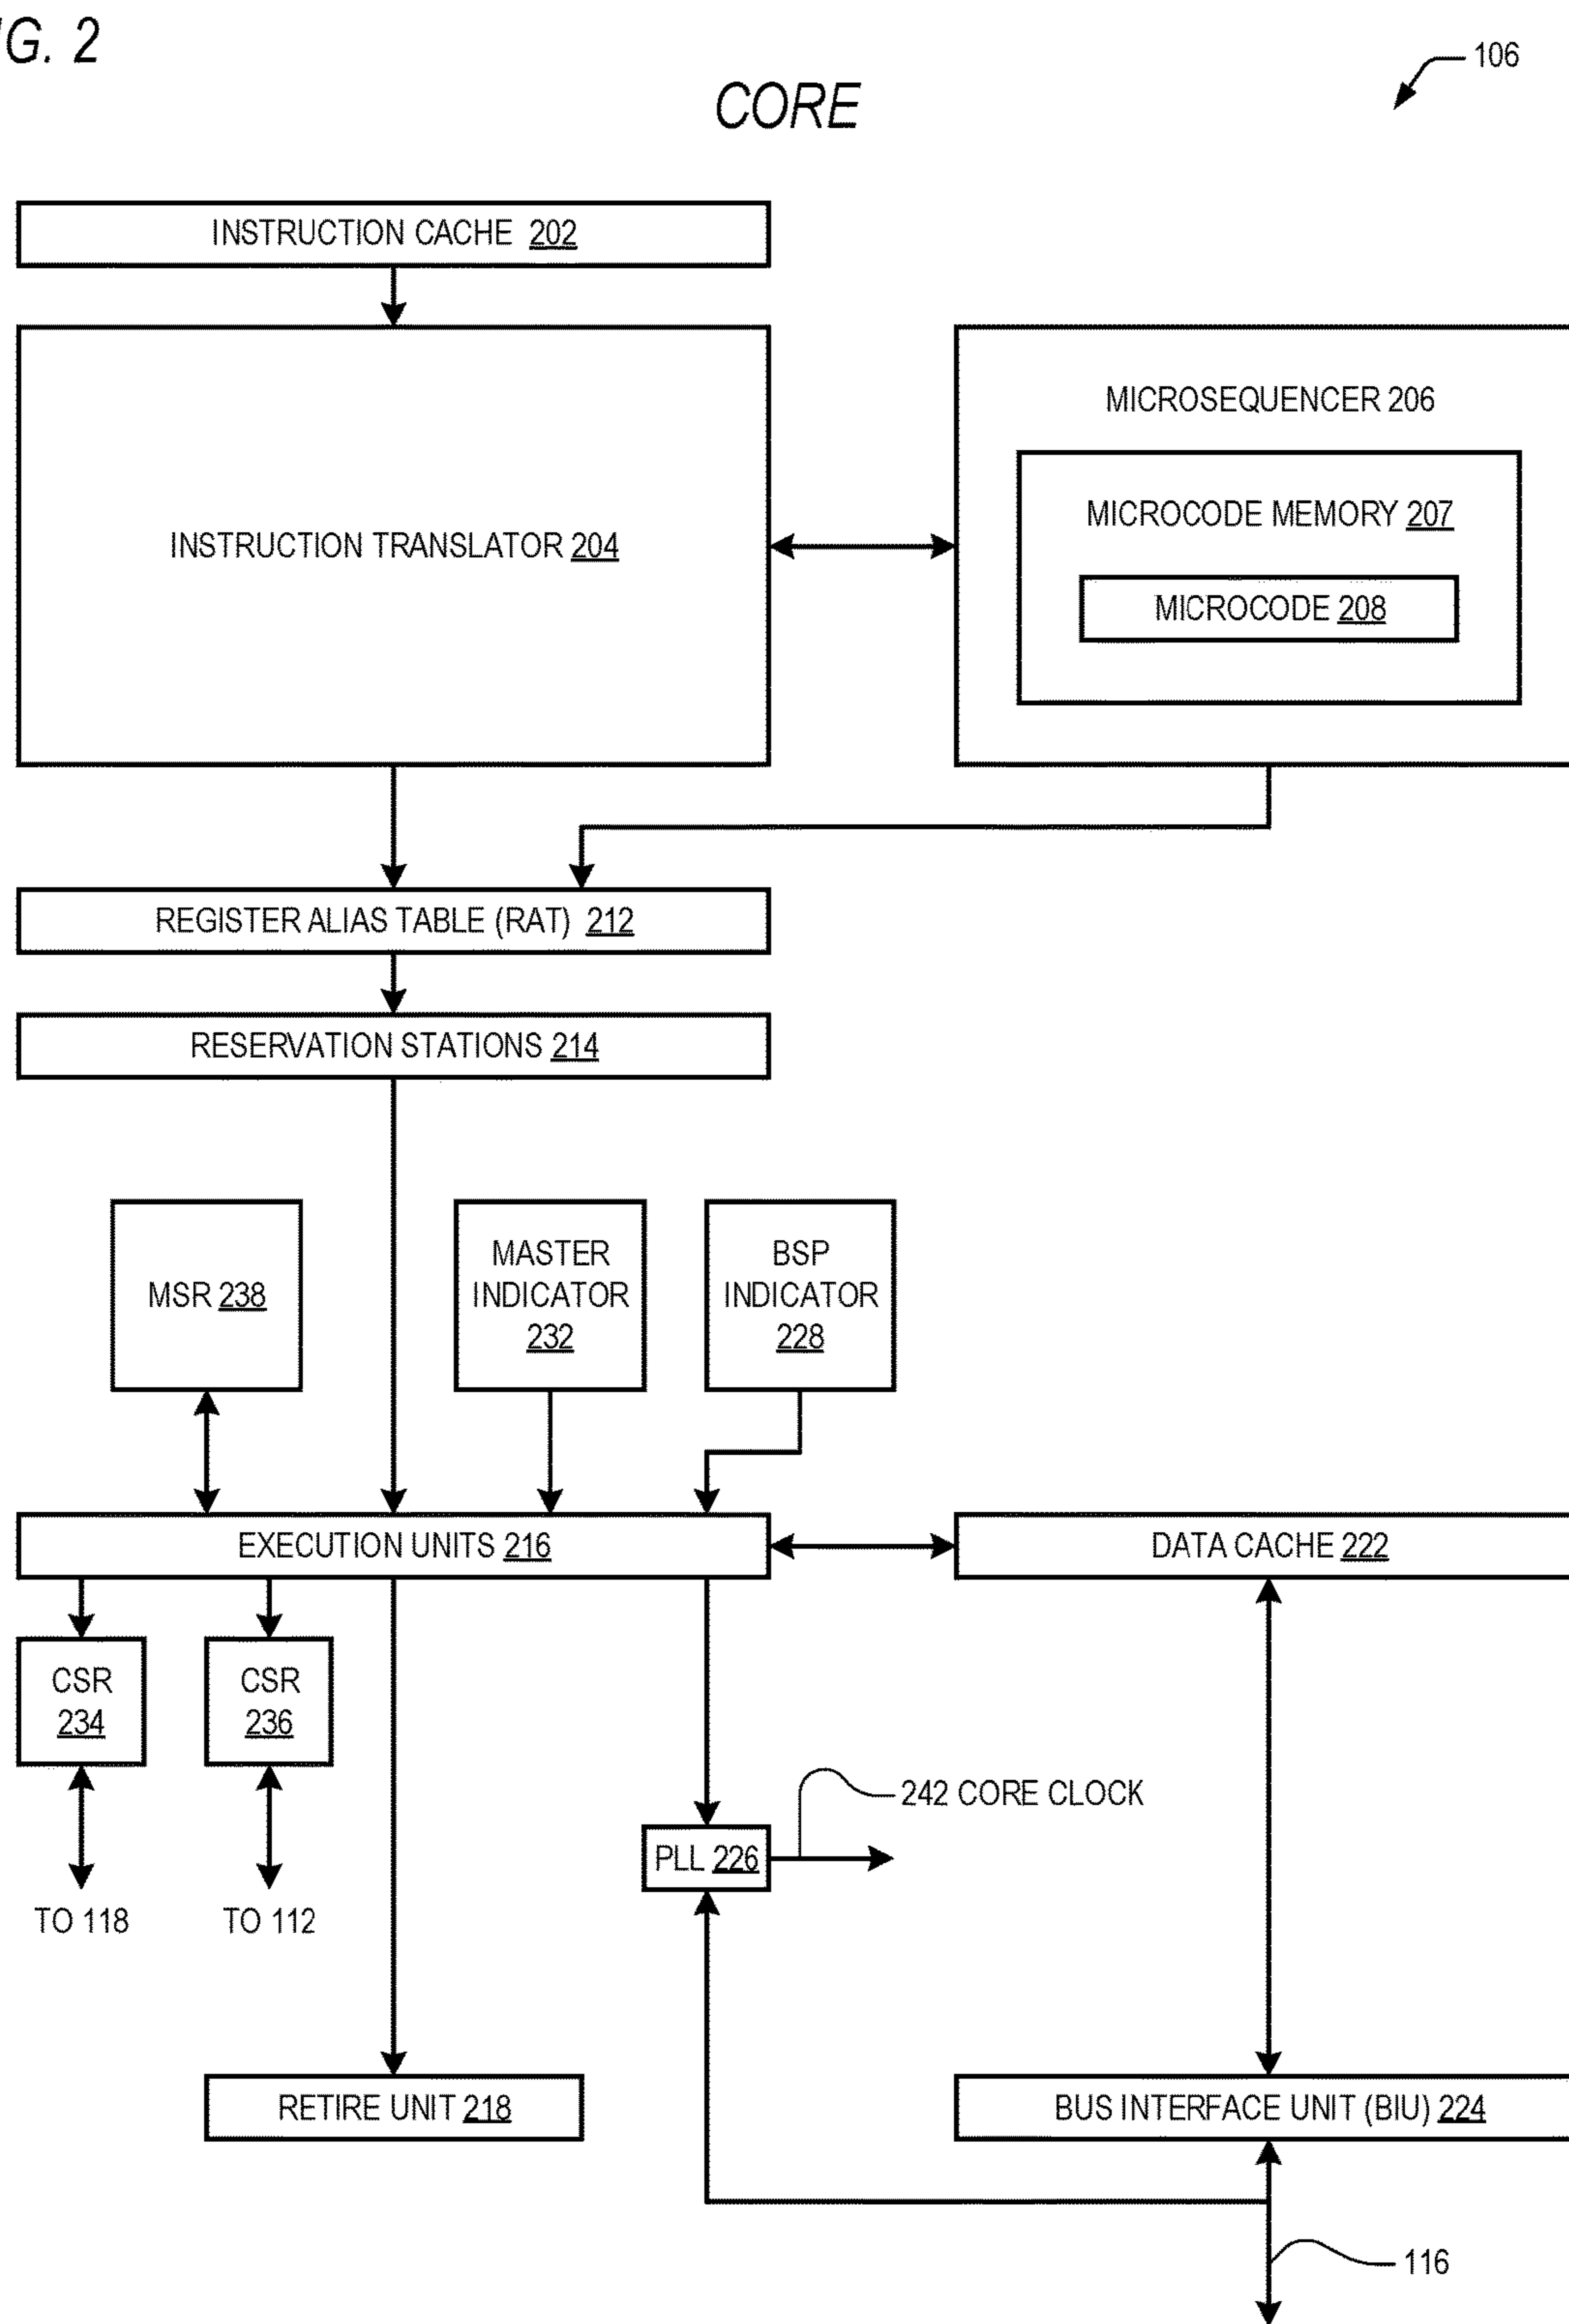 G. 2
106
CORE
INSTRUCTION CACHE 202
MICROSEQUENCER 206
MICROCODE MEMORY 207
INSTRUCTION TRANSLATOR 204
MICROCODE 208
REGISTER ALIAS TABLE (RAT) 212
RESERVATION STATIONS 214
MSR 238
MASTER
INDICATOR
232
BSP
INDICATOR
228
EXECUTION UNITS 216
DATA CACHE 222
CSR
234
CSR
236
242 CORE CLOCK
PLL 226
TO 118
TO 112
RETIRE UNIT 218
BUS INTERFACE UNIT (BIU) 224
116